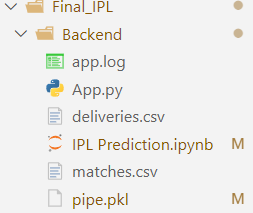 Final_IPL
Backend
app.log
App.py
deliveries.csv
IPL Prediction.ipynb M
matches.csv
pipe.pkl M